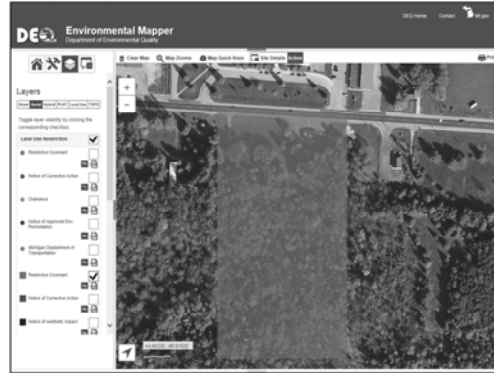 DEQ Home Contact MI.gov
DEQ Environmental Mapper
Department of Environmental Quality
Clear Map Map Zooms Map Quick Keys Site Details Active
Layers
Street Aerial Hybrid PLAT Land Use TOPO
Toggle layer visibility by clicking the
corresponding checkbox.
Land Use Restriction
Restrictive Covenant
Notice of Corrective Action
Ordinance
Notice of Approved Env.
Remediation
Michigan Department of
Transportation
Restrictive Covenant
Notice of Corrective Action
Notice of Aesthetic Impact
+
-